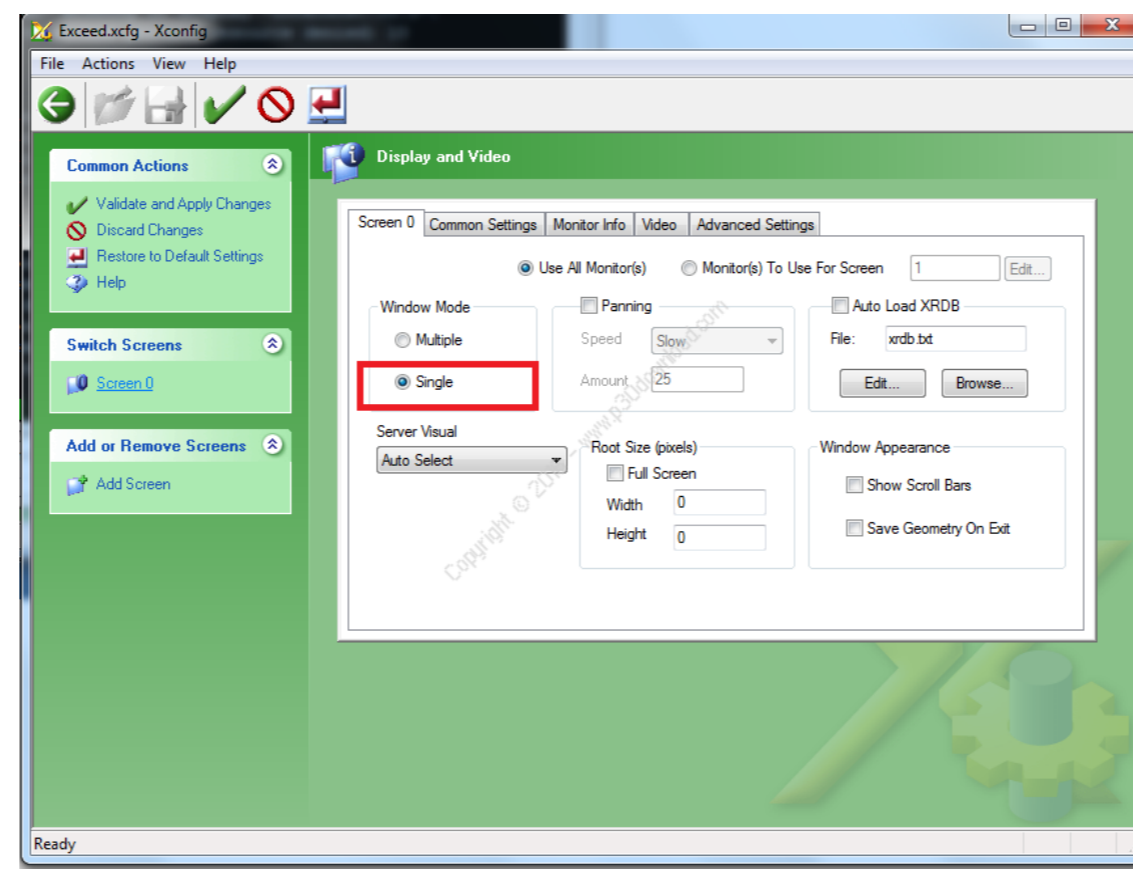 Exceed.xcfg - Xconfig
File Actions View Help
Common Actions
Validate and Apply Changes
Discard Changes
Restore to Default Settings
Help
Switch Screens
Screen 0
Add or Remove Screens
Add Screen
Display and Video
Screen 0 Common Settings Monitor Info Video Advanced Settings
Use All Monitor(s) Monitor(s) To Use For Screen 1 Edit...
Window Mode
Multiple
Single
Panning
Speed Slow
Amount 25
Auto Load XRDB
File: xrdb.txt
Edit... Browse...
Server Visual
Auto Select
Root Size (pixels)
Full Screen
Width 0
Height 0
Window Appearance
Show Scroll Bars
Save Geometry On Exit
Copyright © - www.p30download.com
Ready